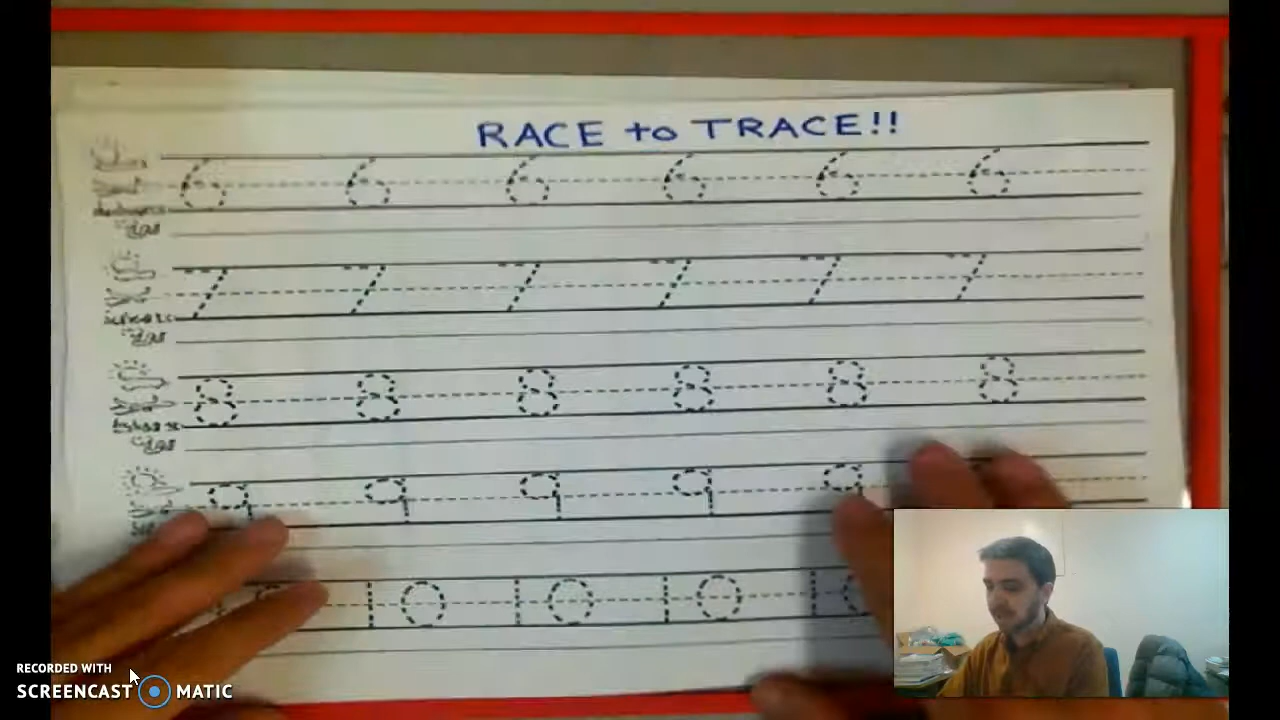 RACE to TRACE!!
6 6 6 6 6 6
7 7 7 7 7 7
8 8 8 8 8 8
9 9 9 9 9
10 10 10
RECORDED WITH
SCREENCAST MATIC